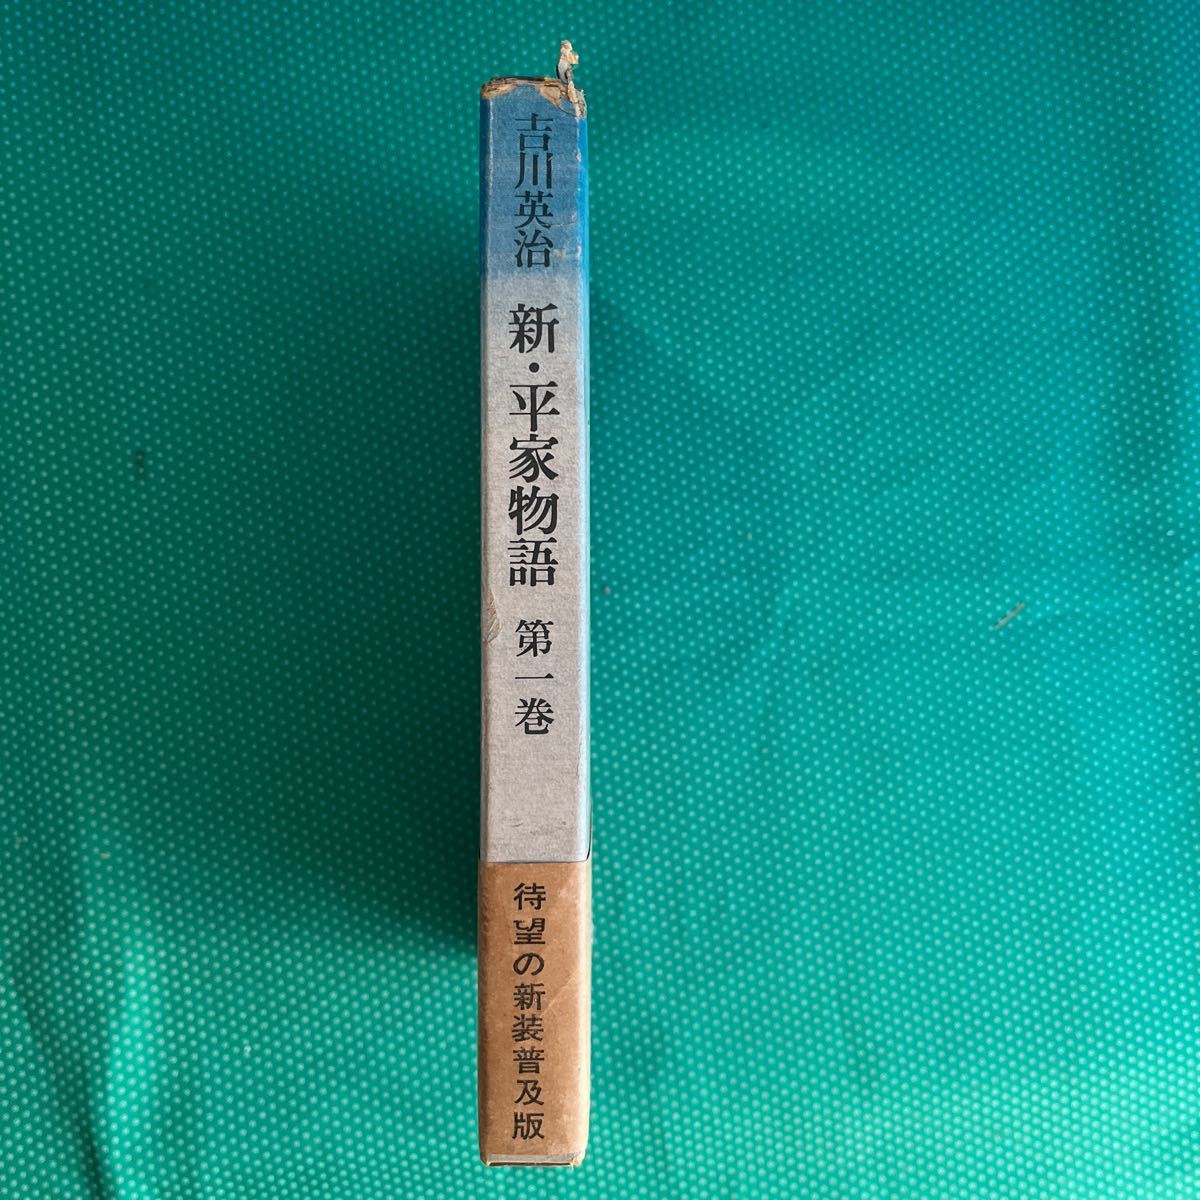 吉川英治
新・平家物語
第一巻
待望の新装普及版